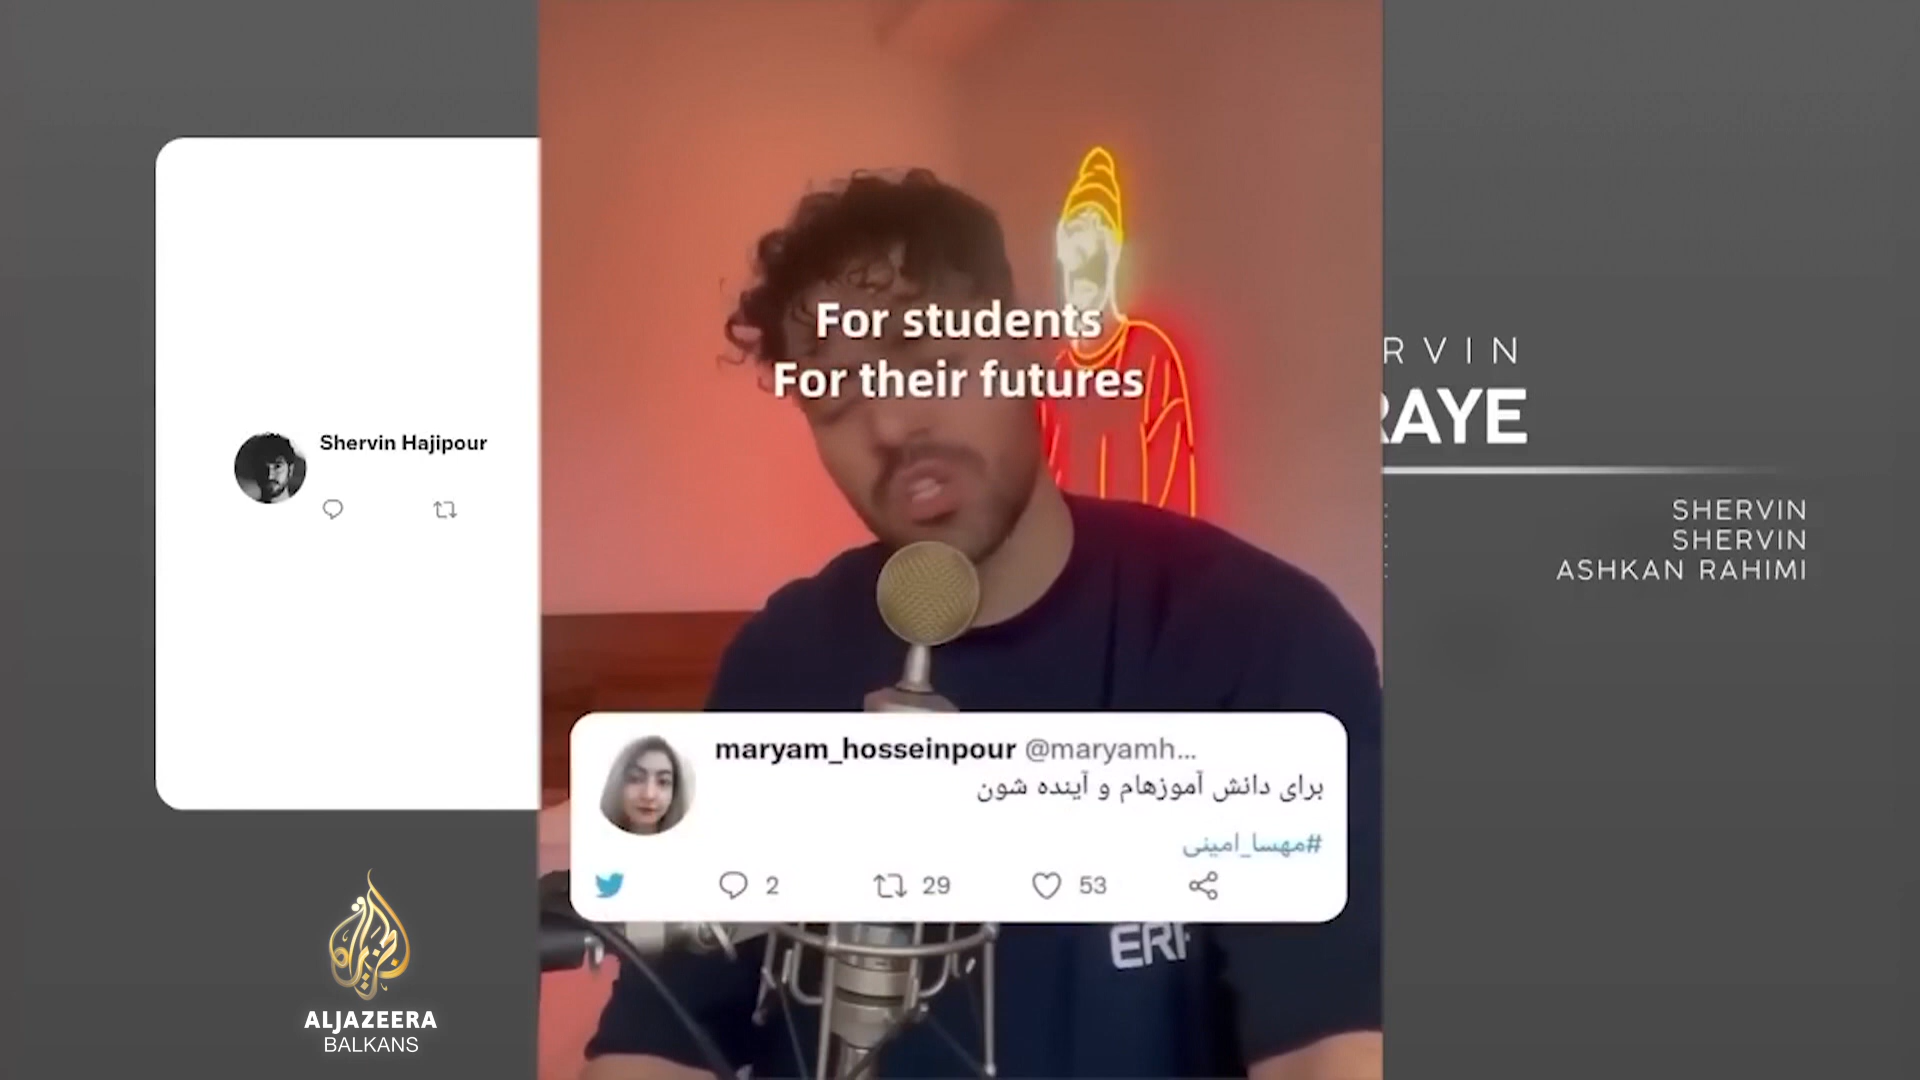 For students
For their futures
Shervin Hajipour
RVIN
RAYE
SHERVIN
SHERVIN
ASHKAN RAHIMI
maryam_hosseinpour @maryamh...
برای دانش آموزهام و آینده شون
#مهسا_امینی
2 29 53
ERF
ALJAZEERA
BALKANS